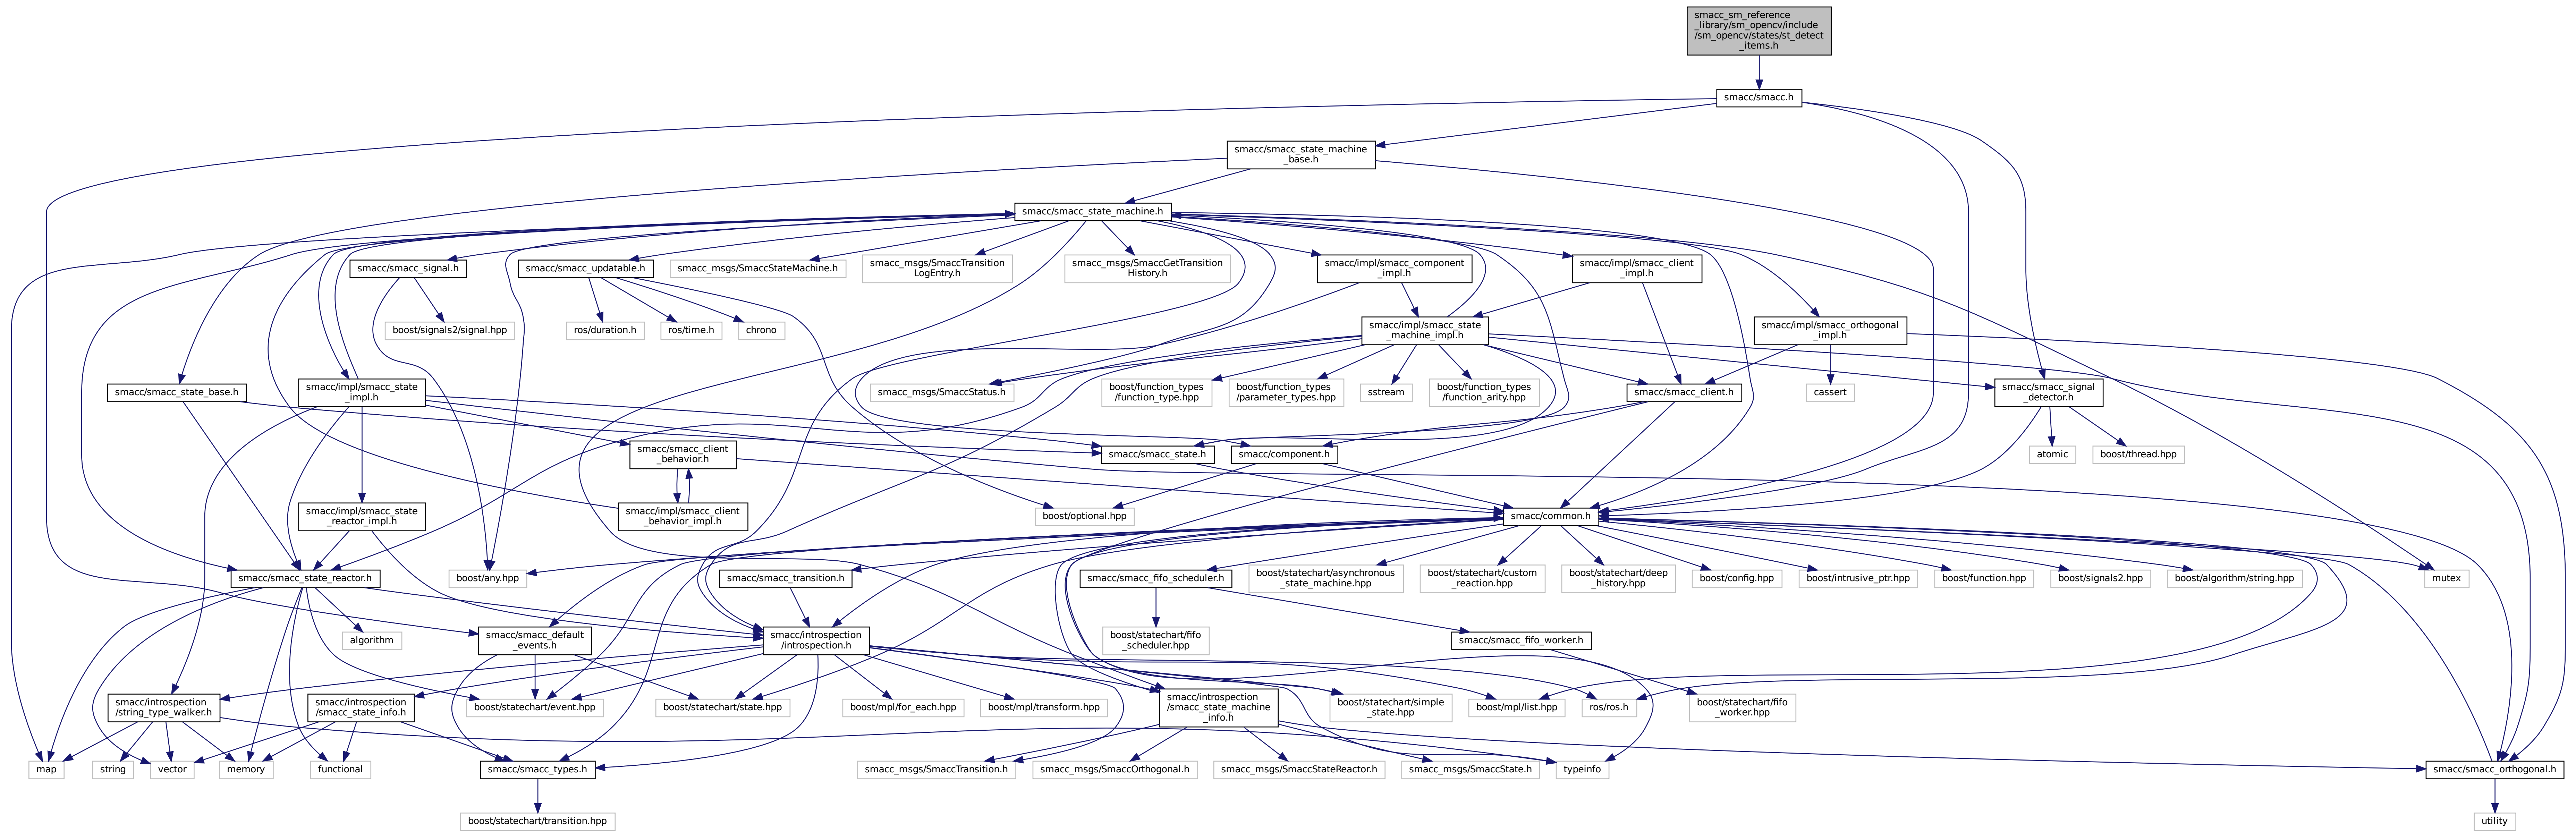 smacc_sm_reference
_library/sm_opencv/include
/sm_opencv/states/st_detect
_items.h
smacc/smacc.h
smacc/smacc_state_machine
_base.h
smacc/smacc_state_machine.h
smacc/smacc_signal.h
smacc/smacc_updatable.h
smacc_msgs/SmaccStateMachine.h
smacc_msgs/SmaccTransition
LogEntry.h
smacc_msgs/SmaccGetTransition
History.h
smacc/impl/smacc_component
_impl.h
smacc/impl/smacc_client
_impl.h
boost/signals2/signal.hpp
ros/duration.h
ros/time.h
chrono
smacc/impl/smacc_state
_machine_impl.h
smacc/impl/smacc_orthogonal
_impl.h
smacc/smacc_state_base.h
smacc/impl/smacc_state
_impl.h
smacc_msgs/SmaccStatus.h
boost/function_types
/function_type.hpp
boost/function_types
/parameter_types.hpp
sstream
boost/function_types
/function_arity.hpp
smacc/smacc_client.h
cassert
smacc/smacc_signal
_detector.h
smacc/smacc_client
_behavior.h
smacc/smacc_state.h
smacc/component.h
atomic
boost/thread.hpp
smacc/impl/smacc_state
_reactor_impl.h
smacc/impl/smacc_client
_behavior_impl.h
boost/optional.hpp
smacc/common.h
smacc/smacc_state_reactor.h
boost/any.hpp
smacc/smacc_transition.h
smacc/smacc_fifo_scheduler.h
boost/statechart/asynchronous
_state_machine.hpp
boost/statechart/custom
_reaction.hpp
boost/statechart/deep
_history.hpp
boost/config.hpp
boost/intrusive_ptr.hpp
boost/function.hpp
boost/signals2.hpp
boost/algorithm/string.hpp
mutex
algorithm
smacc/smacc_default
_events.h
smacc/introspection
/introspection.h
boost/statechart/fifo
_scheduler.hpp
smacc/smacc_fifo_worker.h
smacc/introspection
/string_type_walker.h
smacc/introspection
/smacc_state_info.h
boost/statechart/event.hpp
boost/statechart/state.hpp
boost/mpl/for_each.hpp
boost/mpl/transform.hpp
smacc/introspection
/smacc_state_machine
_info.h
boost/statechart/simple
_state.hpp
boost/mpl/list.hpp
ros/ros.h
boost/statechart/fifo
_worker.hpp
map
string
vector
memory
functional
smacc/smacc_types.h
smacc_msgs/SmaccTransition.h
smacc_msgs/SmaccOrthogonal.h
smacc_msgs/SmaccStateReactor.h
smacc_msgs/SmaccState.h
typeinfo
smacc/smacc_orthogonal.h
boost/statechart/transition.hpp
utility